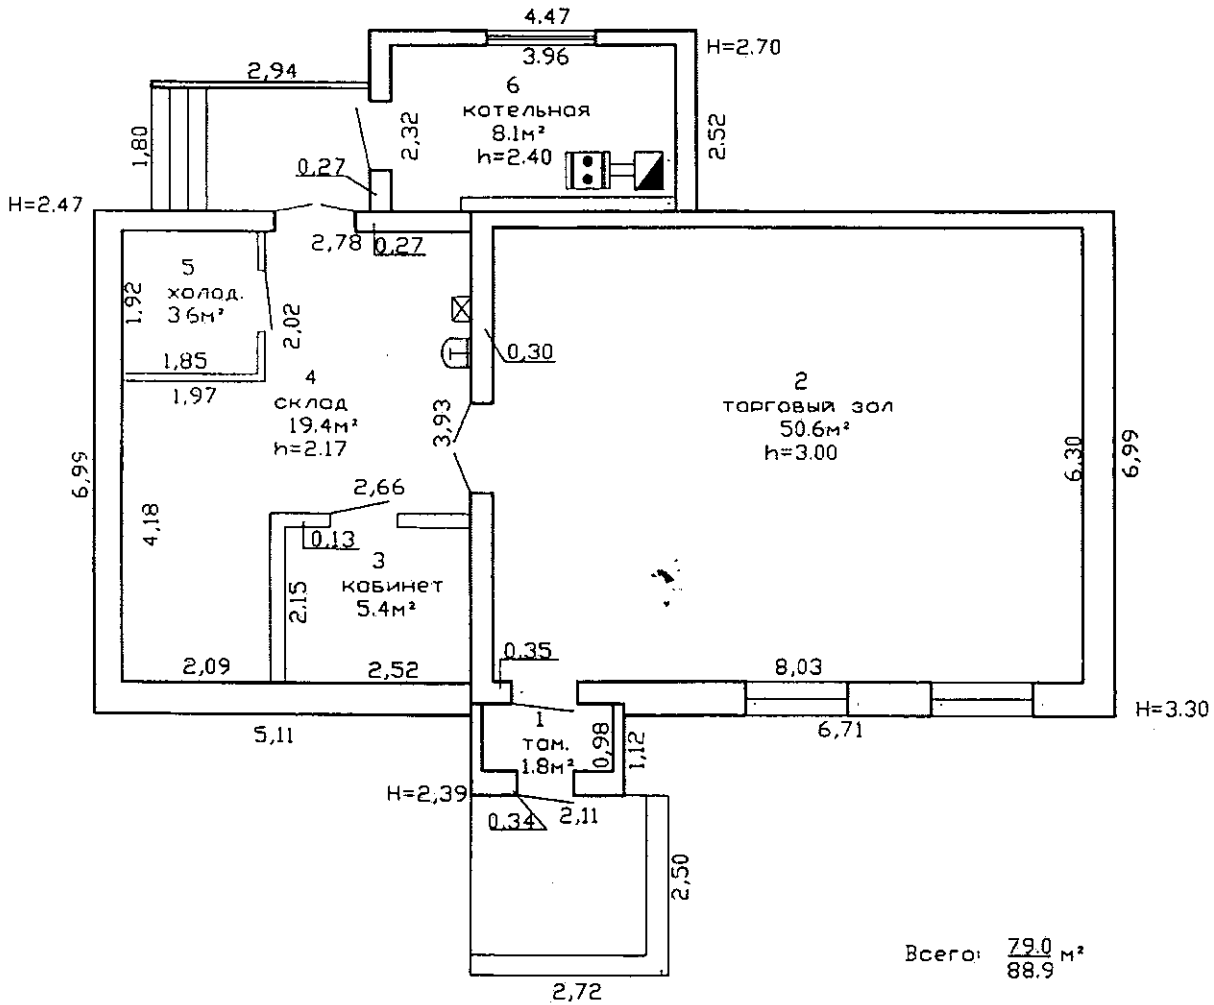 4.47
H=2.70
3.96
2,94
6
котельная
8.1м²
h=2.40
2,32
2.52
1,80
0,27
H=2.47
2,78
0,27
5
холод.
3.6м²
1,92
2,02
1,85
1,97
0,30
4
склад
19.4м²
h=2.17
3,93
2
торговый зал
50.6м²
h=3.00
6,30
6,99
6,99
2,66
4,18
0,13
3
кабинет
5.4м²
2,15
2,09
2,52
0,35
8,03
5,11
1
там.
1.8м²
0,98
1,12
6,71
H=3.30
H=2,39
0,34
2,11
2,50
2,72
Всего: 79.0 м²
88.9